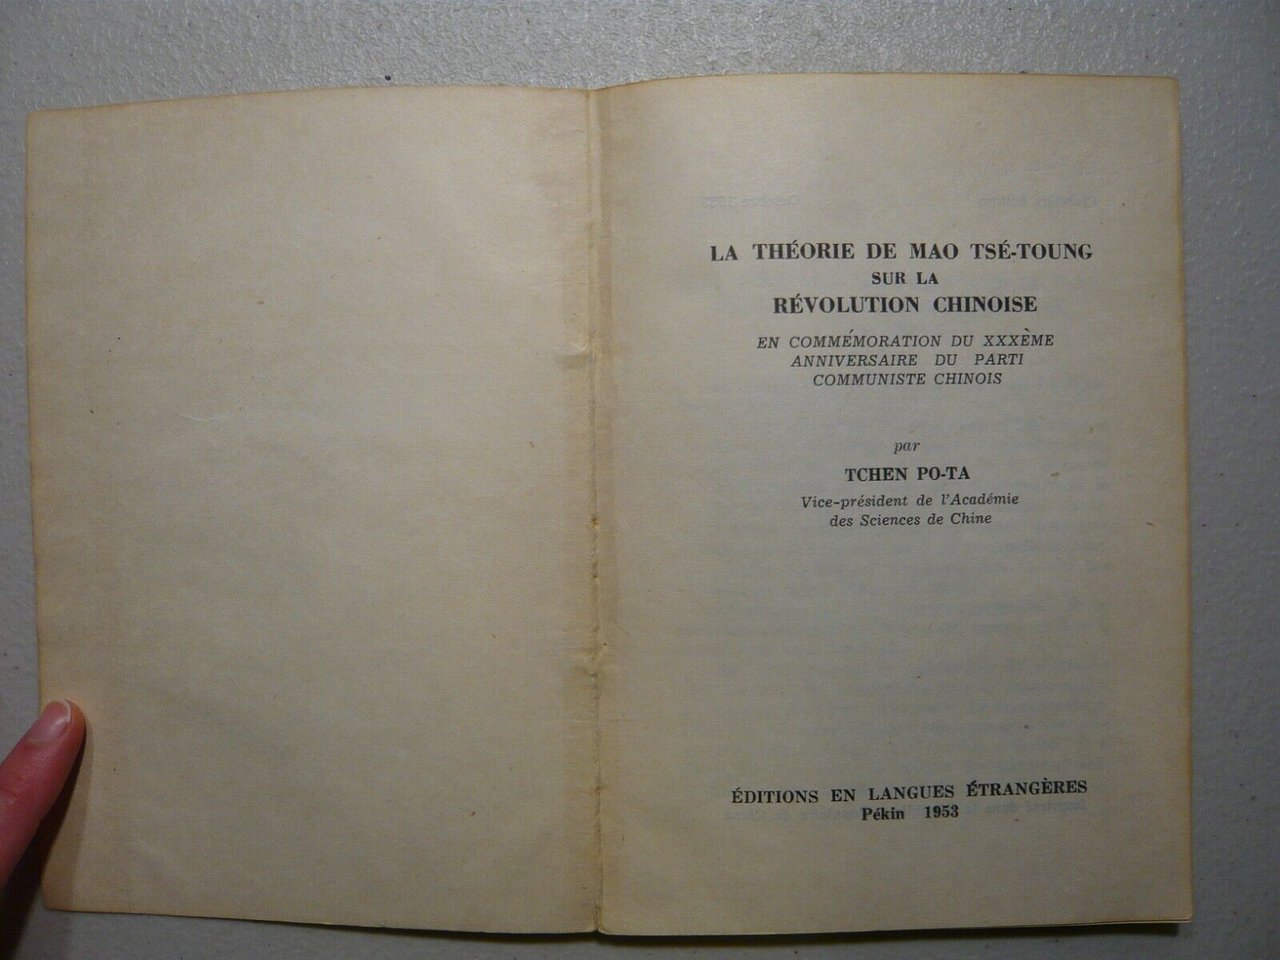 LA THÉORIE DE MAO TSÉ-TOUNG
SUR LA
RÉVOLUTION CHINOISE
EN COMMÉMORATION DU XXXÈME
ANNIVERSAIRE DU PARTI
COMMUNISTE CHINOIS
par
TCHEN PO-TA
Vice-président de l'Académie
des Sciences de Chine
ÉDITIONS EN LANGUES ÉTRANGÈRES
Pékin 1953